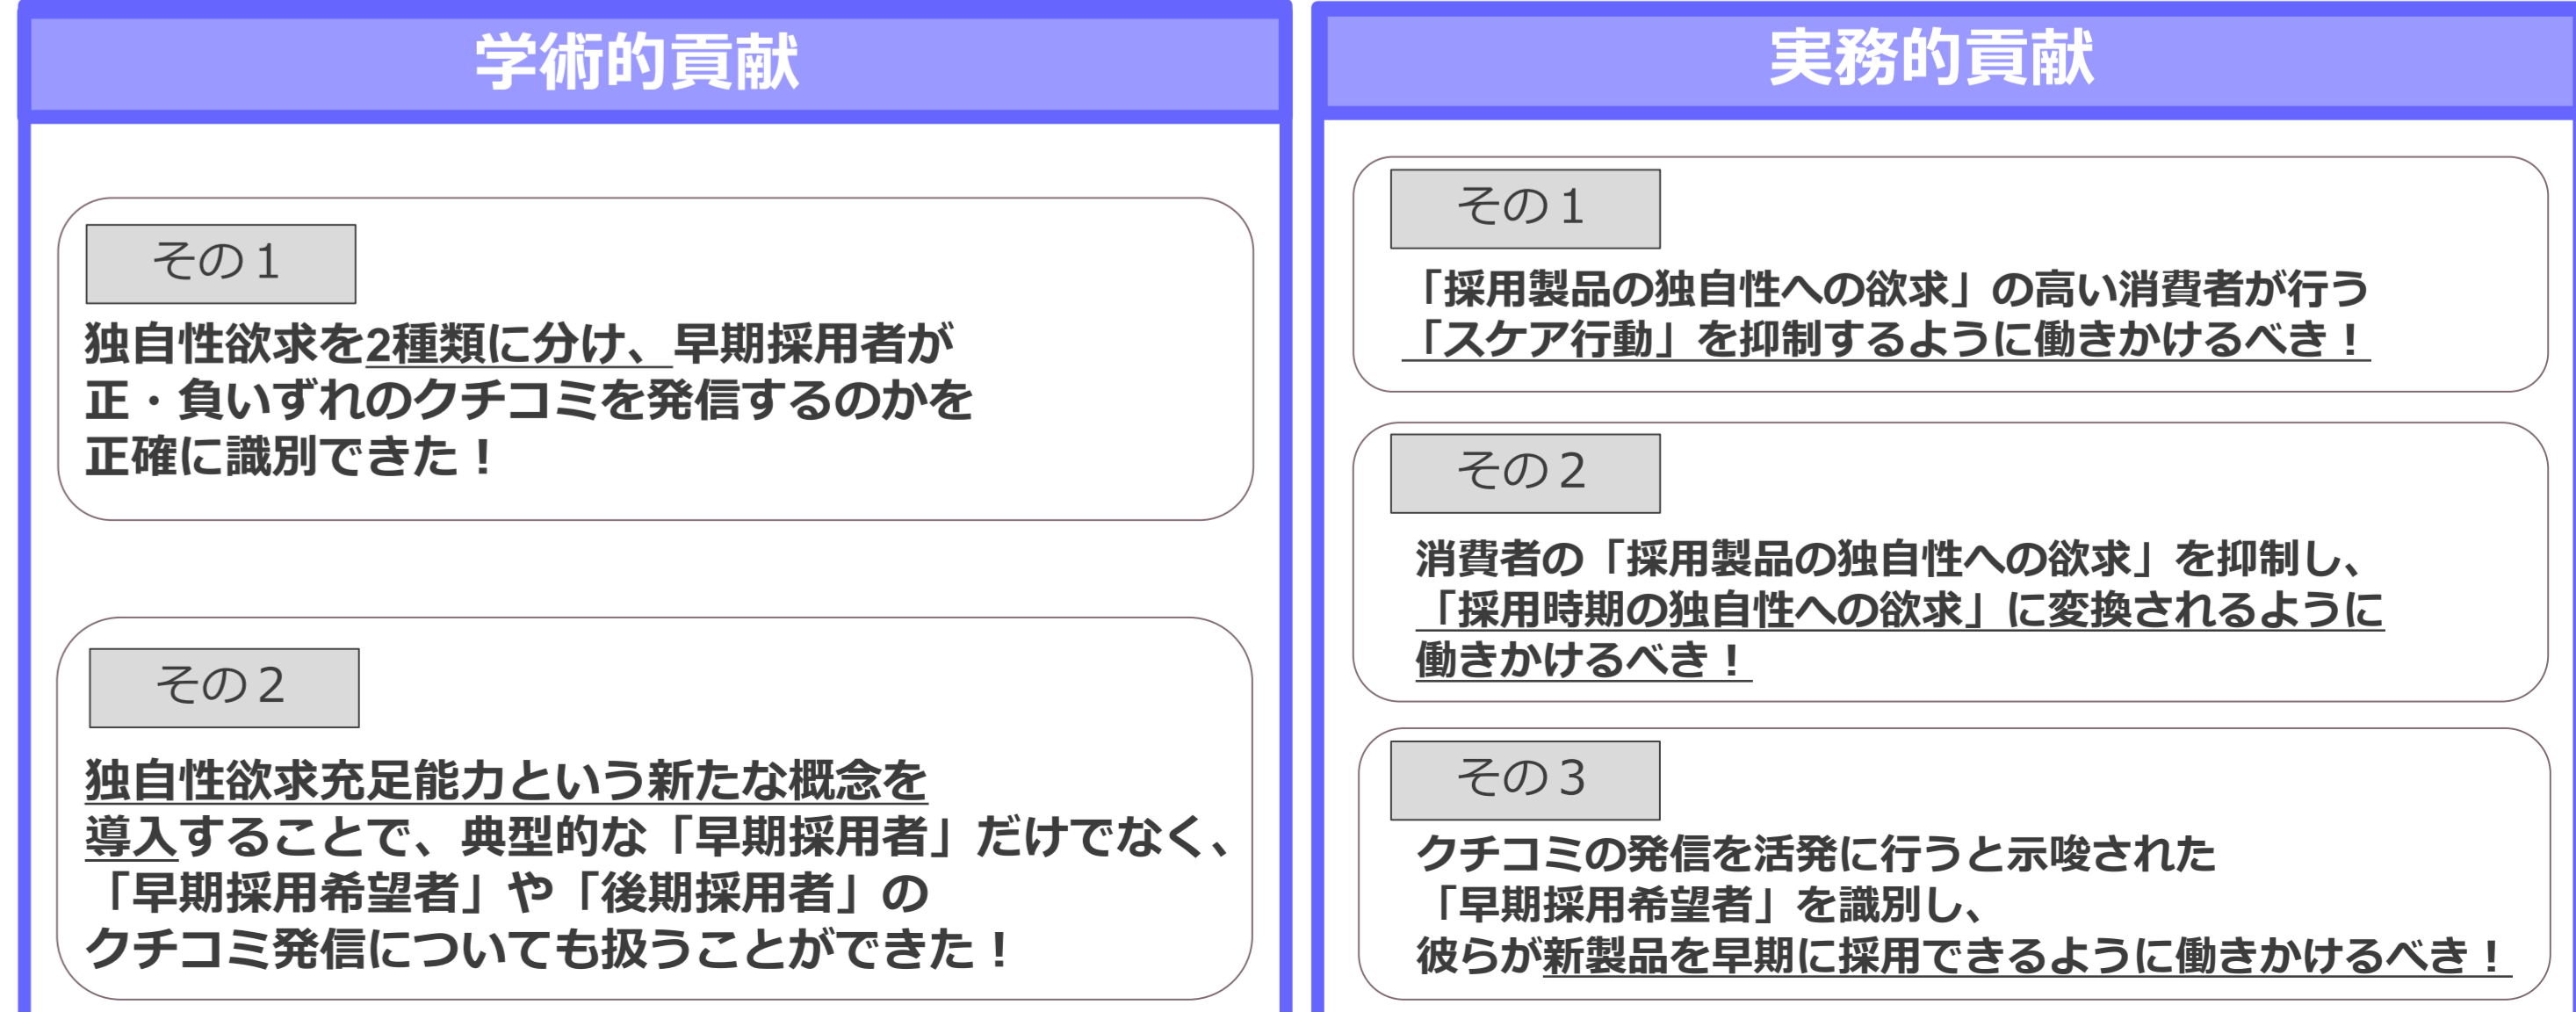 学術的貢献
その１
独自性欲求を2種類に分け、早期採用者が
正・負いずれのクチコミを発信するのかを
正確に識別できた！
その２
独自性欲求充足能力という新たな概念を
導入することで、典型的な「早期採用者」だけでなく、
「早期採用希望者」や「後期採用者」の
クチコミ発信についても扱うことができた！
実務的貢献
その１
「採用製品の独自性への欲求」の高い消費者が行う
「スケア行動」を抑制するように働きかけるべき！
その２
消費者の「採用製品の独自性への欲求」を抑制し、
「採用時期の独自性への欲求」に変換されるように
働きかけるべき！
その３
クチコミの発信を活発に行うと示唆された
「早期採用希望者」を識別し、
彼らが新製品を早期に採用できるように働きかけるべき！